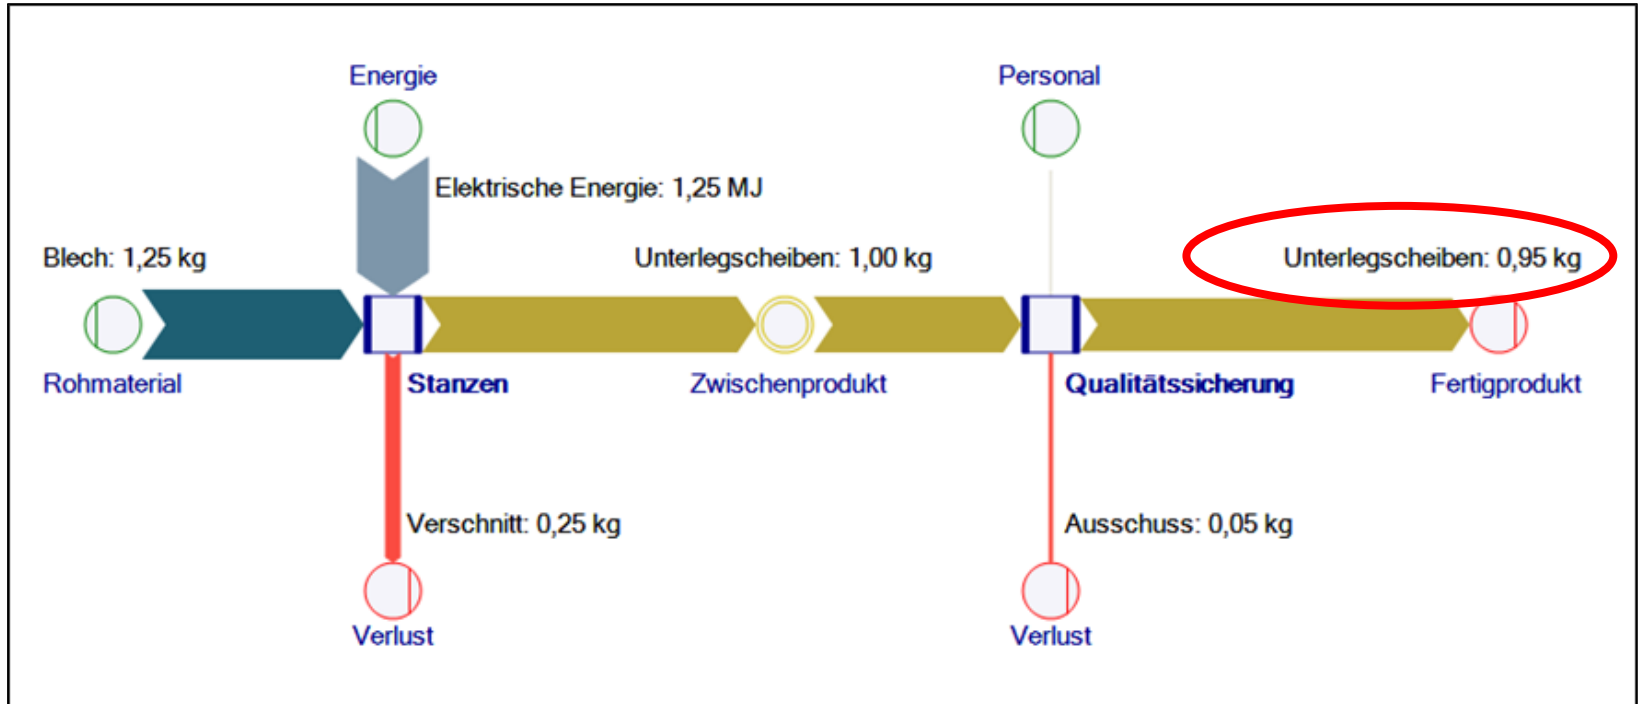 Energie
Personal
Elektrische Energie: 1,25 MJ
Blech: 1,25 kg
Unterlegscheiben: 1,00 kg
Unterlegscheiben: 0,95 kg
Rohmaterial
Stanzen
Zwischenprodukt
Qualitätssicherung
Fertigprodukt
Verschnitt: 0,25 kg
Ausschuss: 0,05 kg
Verlust
Verlust